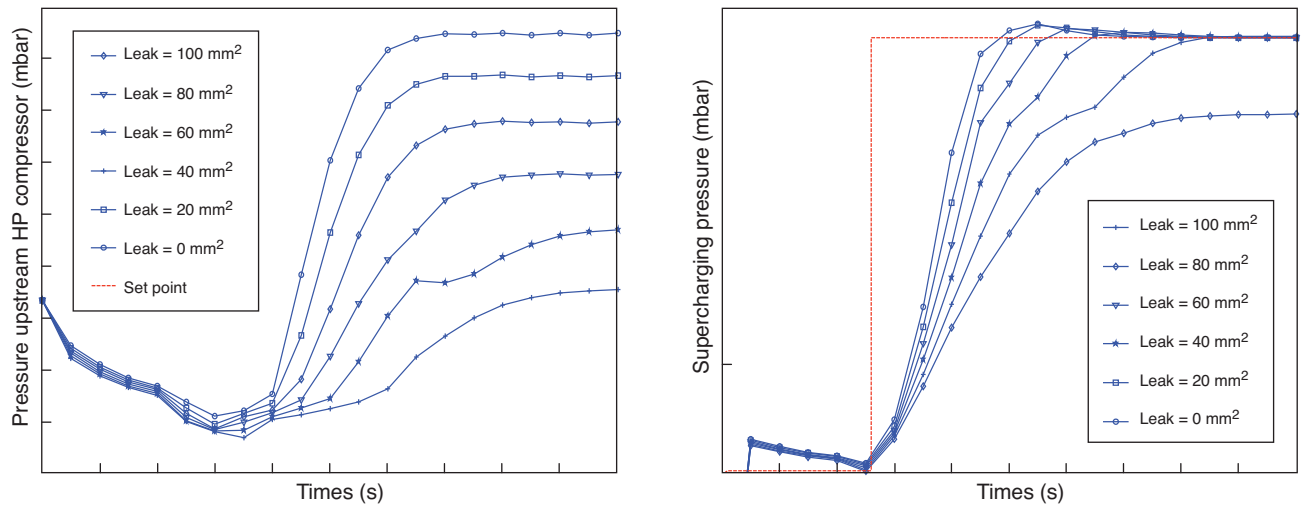 Pressure upstream HP compressor (mbar)
Leak = 100 mm²
Leak = 80 mm²
Leak = 60 mm²
Leak = 40 mm²
Leak = 20 mm²
Leak = 0 mm²
Set point
Times (s)
Supercharging pressure (mbar)
Leak = 100 mm²
Leak = 80 mm²
Leak = 60 mm²
Leak = 40 mm²
Leak = 20 mm²
Leak = 0 mm²
Set point
Times (s)